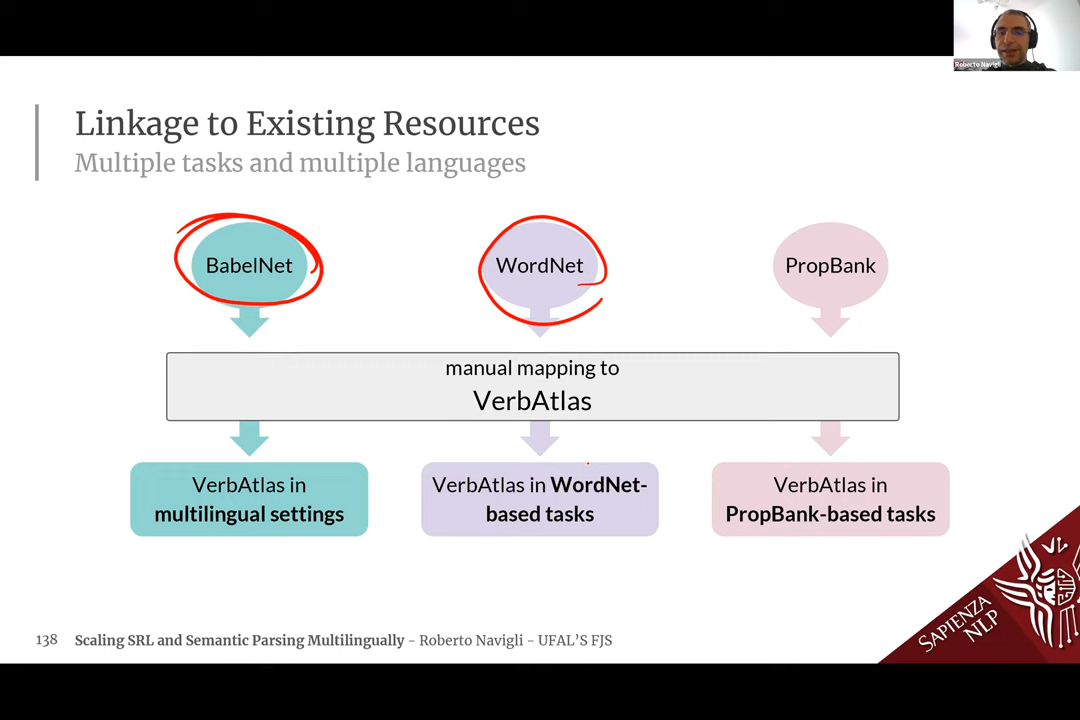 Roberto Navigli
Linkage to Existing Resources
Multiple tasks and multiple languages
BabelNet
WordNet
PropBank
manual mapping to
VerbAtlas
VerbAtlas in
multilingual settings
VerbAtlas in WordNet-
based tasks
VerbAtlas in
PropBank-based tasks
138 Scaling SRL and Semantic Parsing Multilingually - Roberto Navigli - UFAL'S FJS
SAPIENZA
NLP